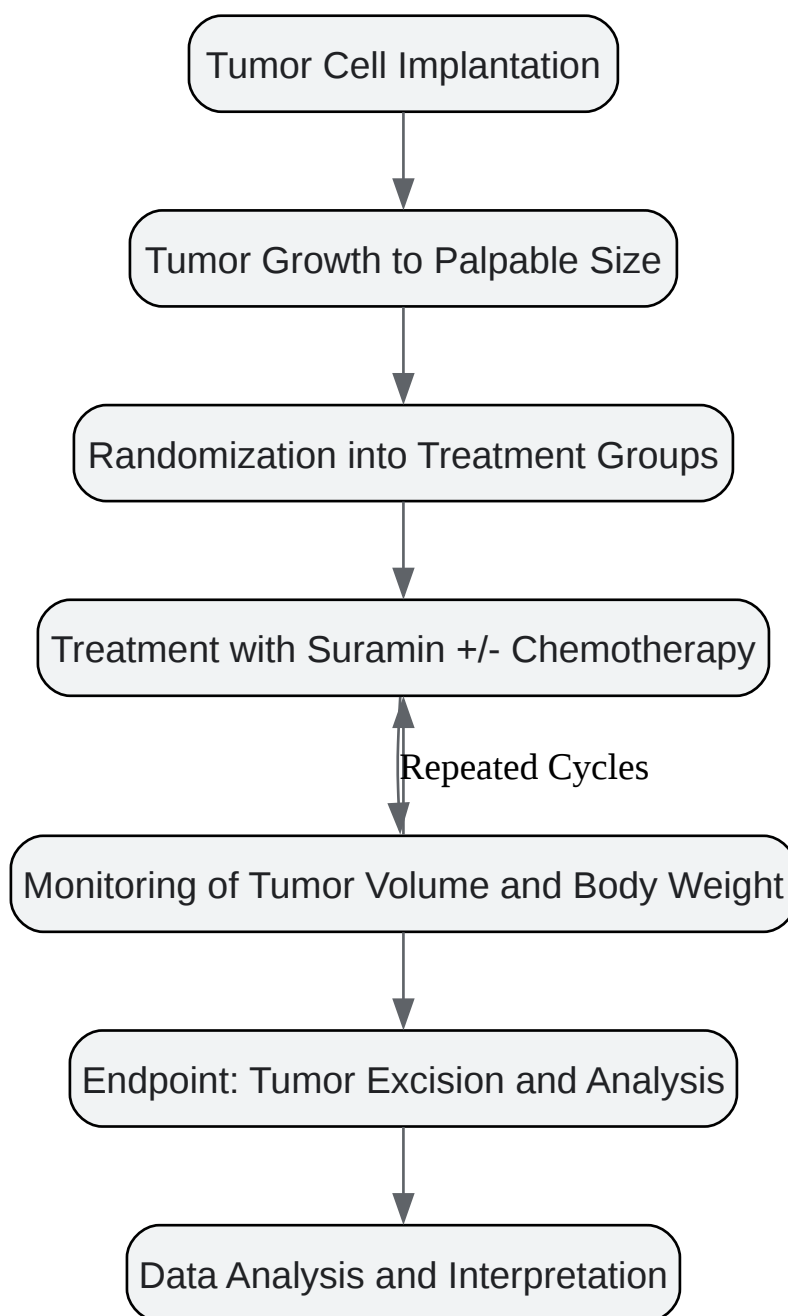 Tumor Cell Implantation
Tumor Growth to Palpable Size
Randomization into Treatment Groups
Treatment with Suramin +/- Chemotherapy
Repeated Cycles
Monitoring of Tumor Volume and Body Weight
Endpoint: Tumor Excision and Analysis
Data Analysis and Interpretation